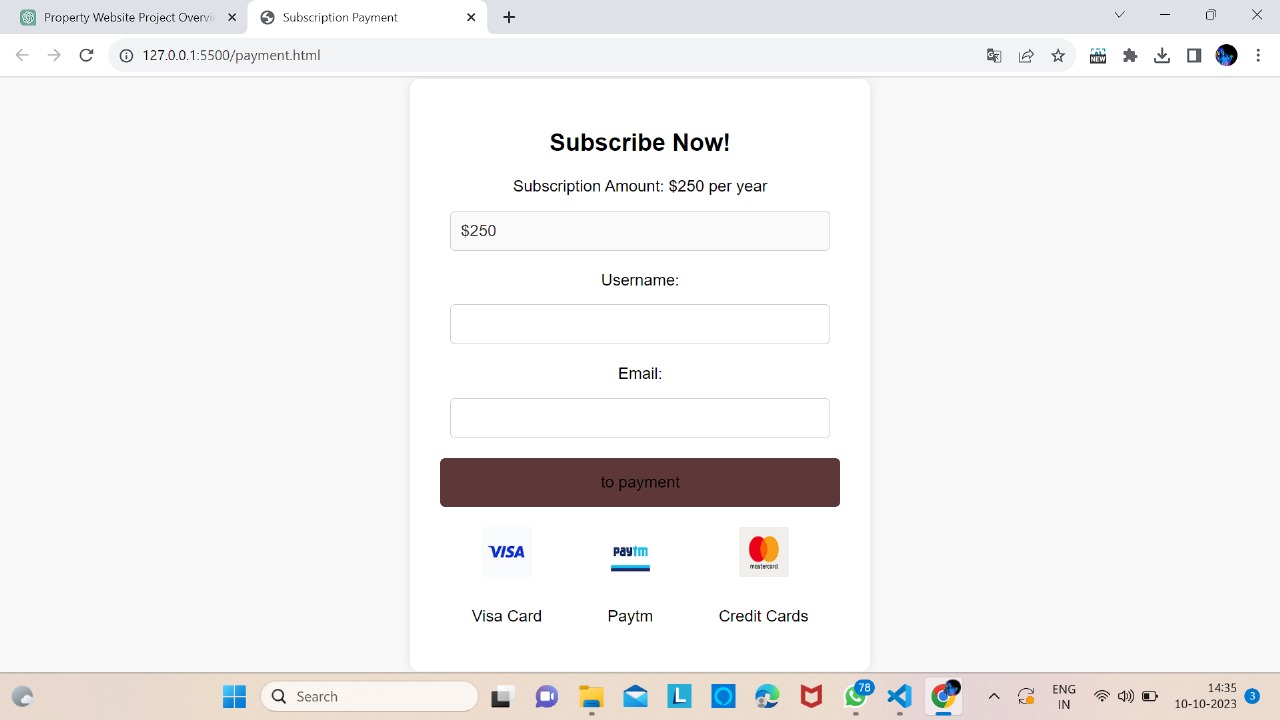 Property Website Project Overvi
Subscription Payment
127.0.0.1:5500/payment.html
NEW
Subscribe Now!
Subscription Amount: $250 per year
$250
Username:
Email:
to payment
VISA
paytm
mastercard
Visa Card
Paytm
Credit Cards
Search
L
78
ENG
IN
14:35
10-10-2023
3